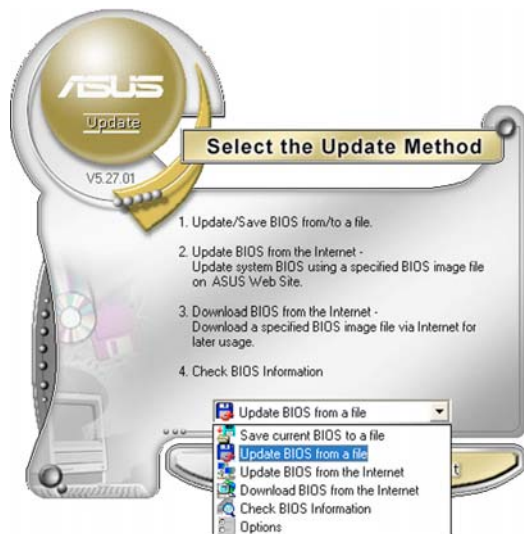 ASUS
Update
V5.27.01
Select the Update Method
1. Update/Save BIOS from/to a file.
2. Update BIOS from the Internet -
Update system BIOS using a specified BIOS image file
on ASUS Web Site.
3. Download BIOS from the Internet -
Download a specified BIOS image file via Internet for
later usage.
4. Check BIOS Information
Update BIOS from a file
Save current BIOS to a file
Update BIOS from a file
Update BIOS from the Internet
Download BIOS from the Internet
Check BIOS Information
Options